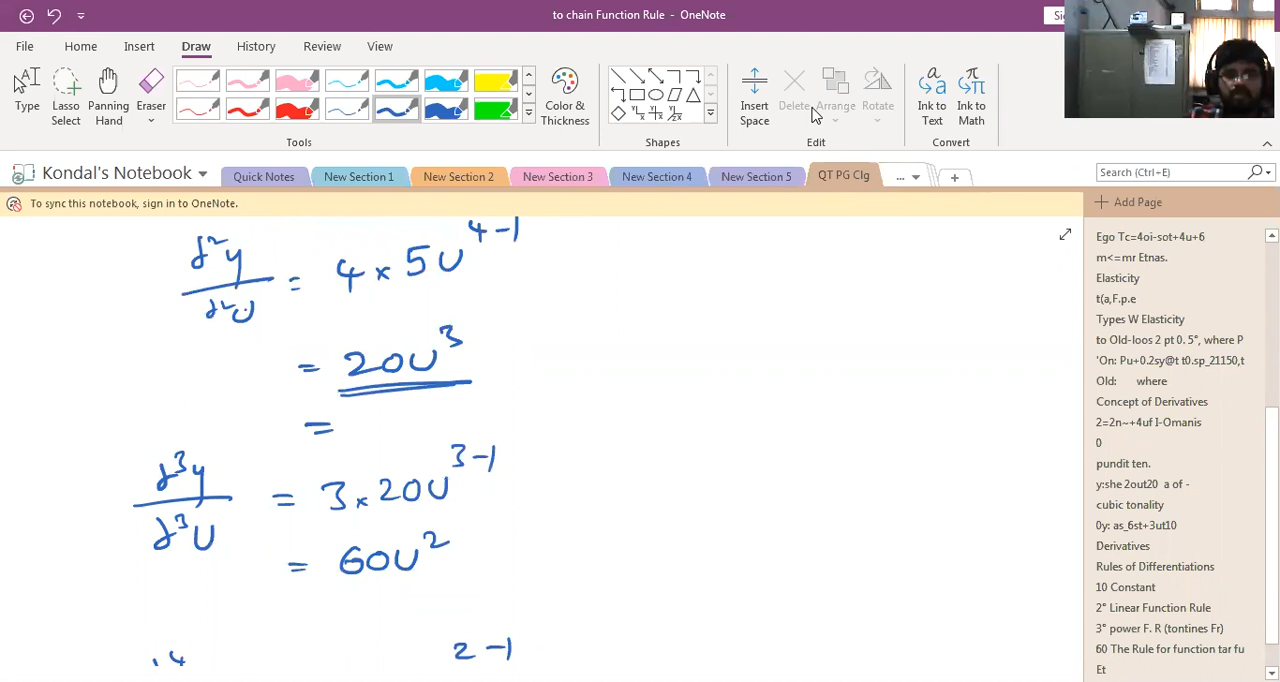 to chain Function Rule - OneNote
File Home Insert Draw History Review View
Type
Lasso Select
Panning Hand
Eraser
Color & Thickness
Insert Space
Delete
Arrange
Rotate
Ink to Text
Ink to Math
Tools
Shapes
Edit
Convert
Kondal's Notebook
Quick Notes
New Section 1
New Section 2
New Section 3
New Section 4
New Section 5
QT PG Clg
...
Search (Ctrl+E)
To sync this notebook, sign in to OneNote.
Add Page
d²y/d²u = 4 × 5u^4-1
= 20u³
=
d³y/d³u = 3 × 20u^3-1
= 60u²
2-1
Ego Tc=4oi-sot+4u+6
m<=mr Etnas.
Elasticity
t(a,F.p.e
Types W Elasticity
to Old-loos 2 pt 0. 5°, where P
'On: Pu+0.2sy@t t0.sp_21150,t
Old: where
Concept of Derivatives
2=2n~+4uf I-Omanis
0
pundit ten.
y:she 2out20 a of -
cubic tonality
0y: as_6st+3ut10
Derivatives
Rules of Differentiations
10 Constant
2° Linear Function Rule
3° power F. R (tontines Fr)
60 The Rule for function tar fu
Et